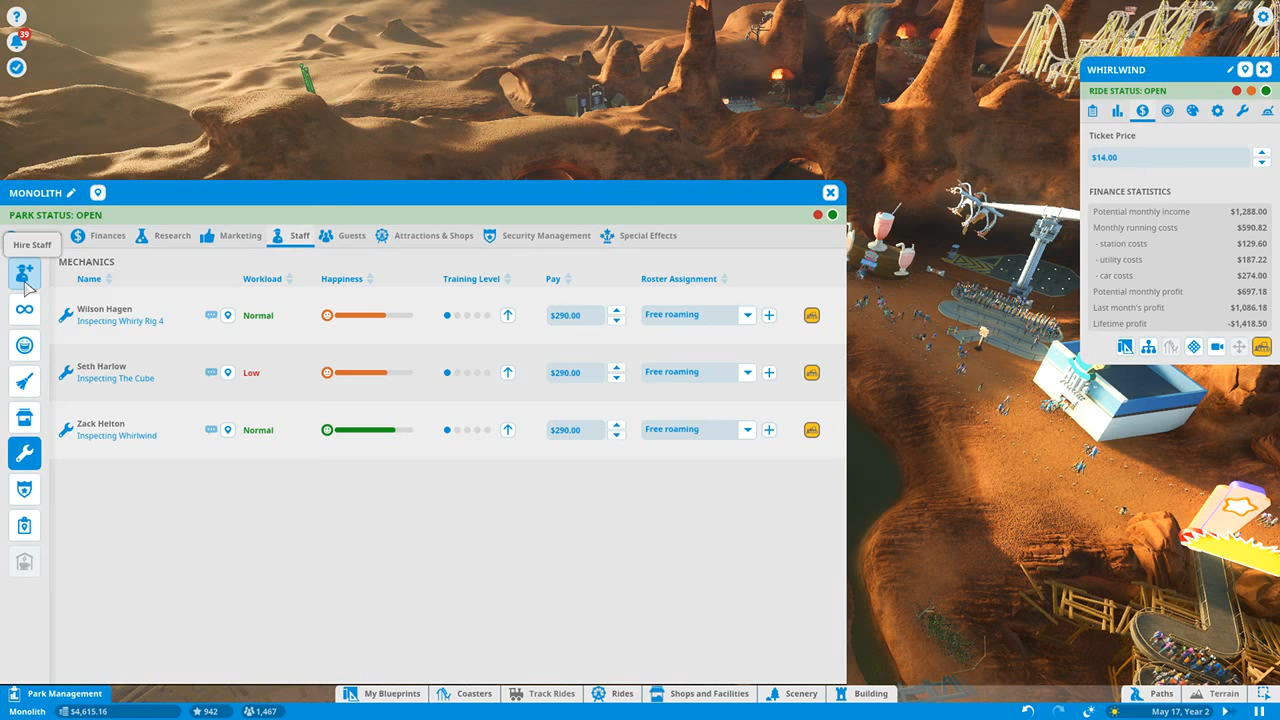 39
WHIRLWIND
RIDE STATUS: OPEN
Ticket Price
$14.00
FINANCE STATISTICS
Potential monthly income $1,288.00
Monthly running costs $590.82
- station costs $129.60
- utility costs $187.22
- car costs $274.00
Potential monthly profit $697.18
Last month's profit $1,086.18
Lifetime profit -$1,418.50
MONOLITH
PARK STATUS: OPEN
Finances Research Marketing Staff Guests Attractions & Shops Security Management Special Effects
Hire Staff
MECHANICS
Name Workload Happiness Training Level Pay Roster Assignment
Wilson Hagen
Inspecting Whirly Rig 4 Normal $290.00 Free roaming
Seth Harlow
Inspecting The Cube Low $290.00 Free roaming
Zack Helton
Inspecting Whirlwind Normal $290.00 Free roaming
Park Management My Blueprints Coasters Track Rides Rides Shops and Facilities Scenery Building Paths Terrain
Monolith $4,615.16 942 1,467 May 17, Year 2